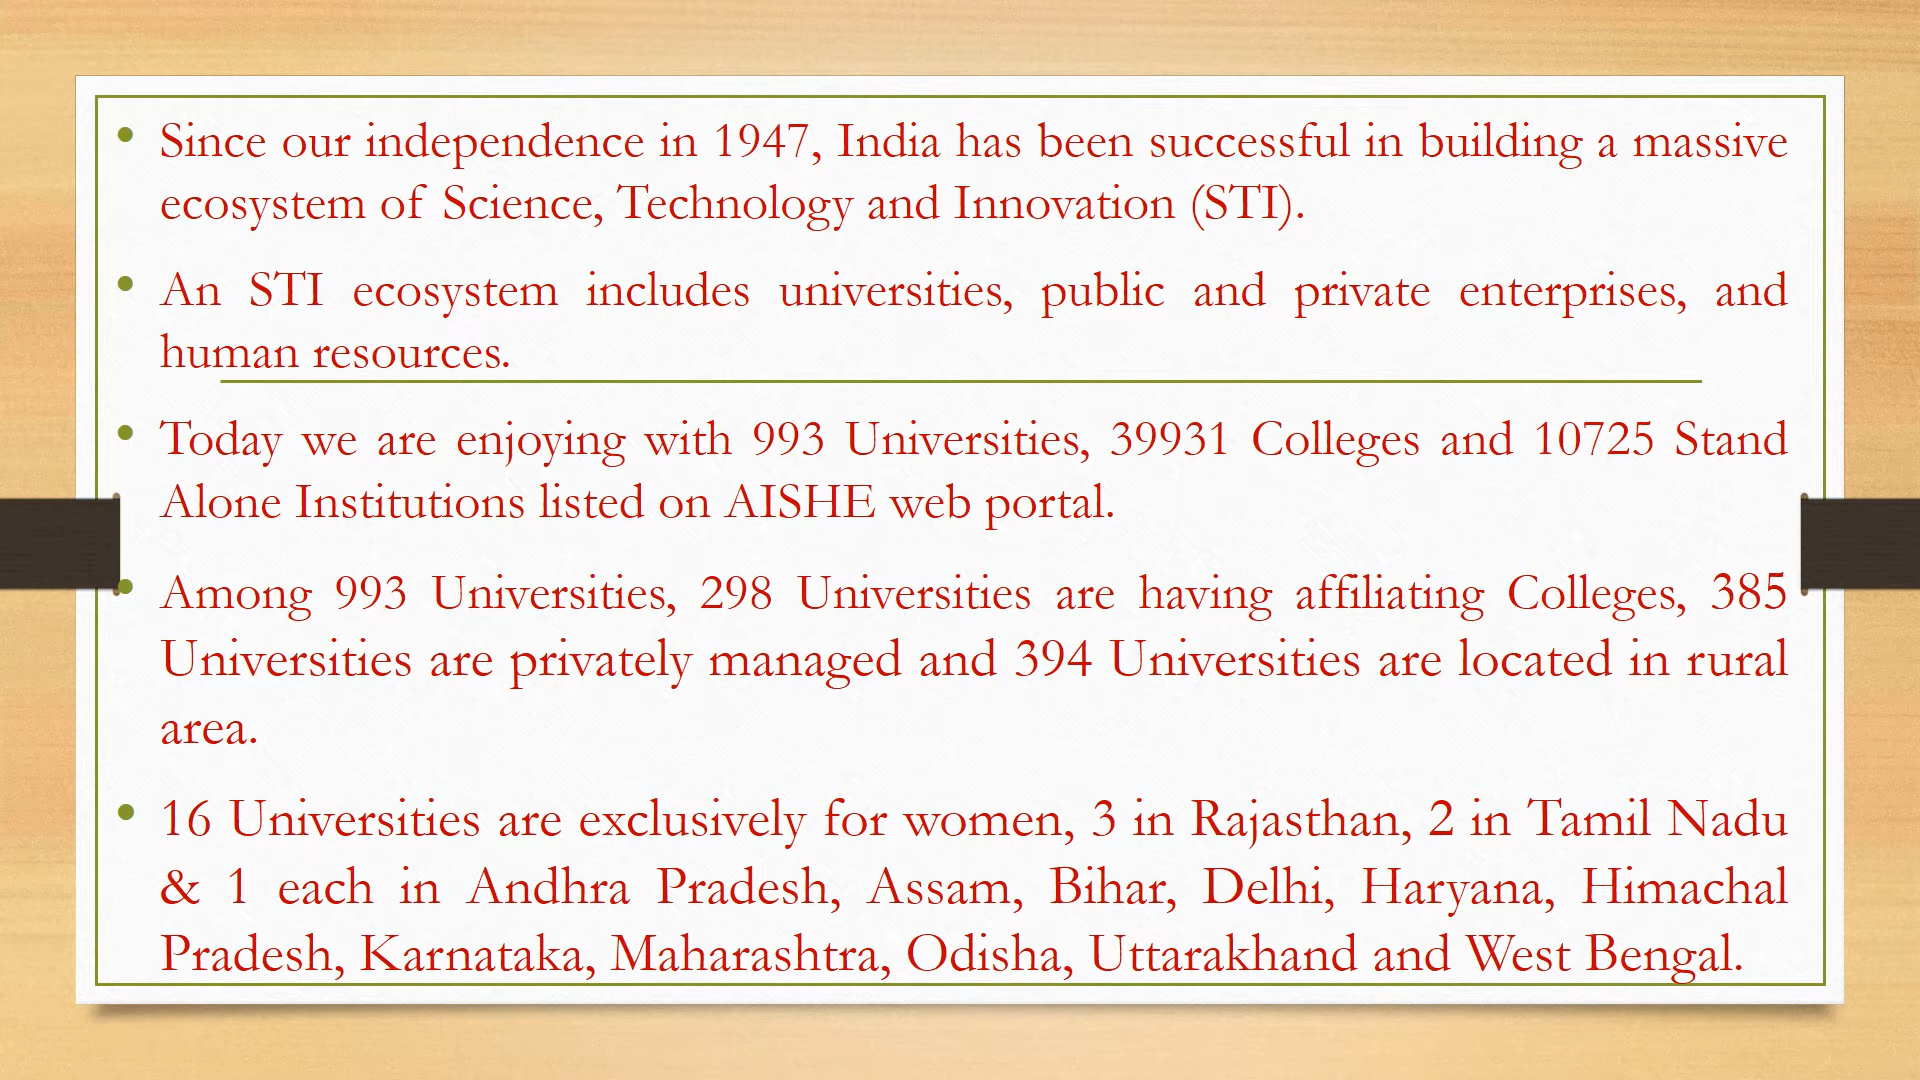 • Since our independence in 1947, India has been successful in building a massive
ecosystem of Science, Technology and Innovation (STI).
• An STI ecosystem includes universities, public and private enterprises, and
human resources.
• Today we are enjoying with 993 Universities, 39931 Colleges and 10725 Stand
Alone Institutions listed on AISHE web portal.
• Among 993 Universities, 298 Universities are having affiliating Colleges, 385
Universities are privately managed and 394 Universities are located in rural
area.
• 16 Universities are exclusively for women, 3 in Rajasthan, 2 in Tamil Nadu
& 1 each in Andhra Pradesh, Assam, Bihar, Delhi, Haryana, Himachal
Pradesh, Karnataka, Maharashtra, Odisha, Uttarakhand and West Bengal.